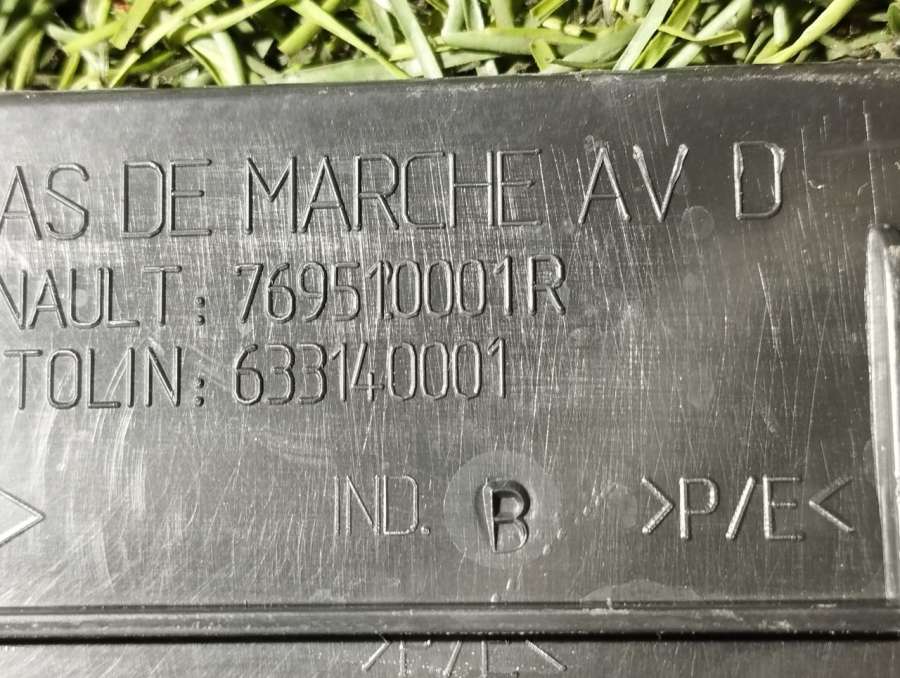 AS DE MARCHE AV D
NAULT: 769510001R
TOLIN: 633140001
IND. B >P/E<
>P/E<